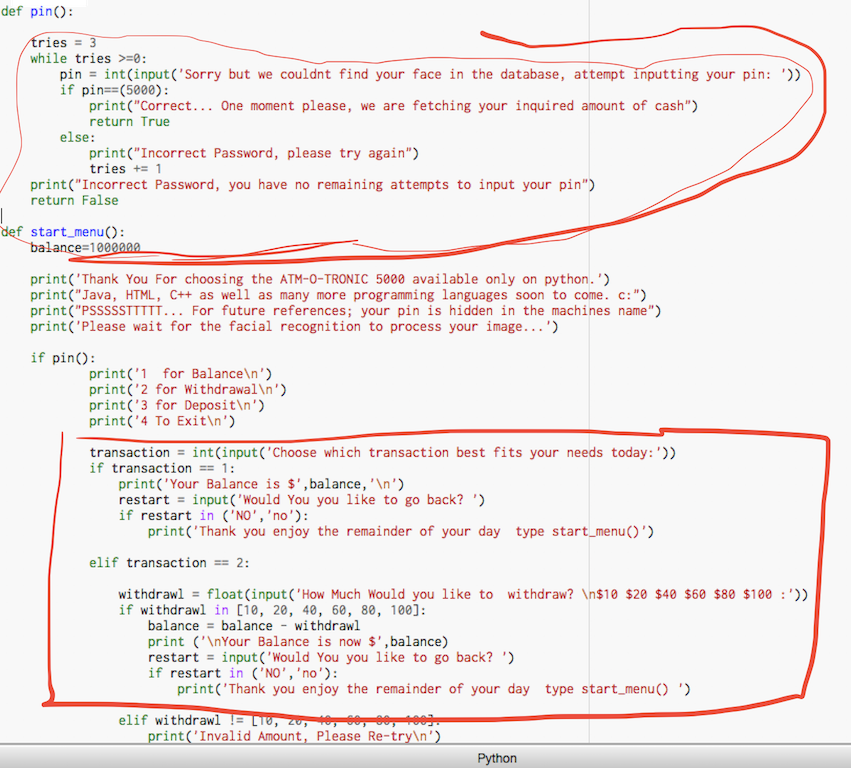 def pin():
tries = 3
while tries >=0:
pin = int(input('Sorry but we couldnt find your face in the database, attempt inputting your pin: '))
if pin==(5000):
print("Correct... One moment please, we are fetching your inquired amount of cash")
return True
else:
print("Incorrect Password, please try again")
tries += 1
print("Incorrect Password, you have no remaining attempts to input your pin")
return False
def start_menu():
balance=1000000
print('Thank You For choosing the ATM-O-TRONIC 5000 available only on python.')
print("Java, HTML, C++ as well as many more programming languages soon to come. c:")
print("PSSSSSTTTTT... For future references; your pin is hidden in the machines name")
print('Please wait for the facial recognition to process your image...')
if pin():
print('1  for Balance\n')
print('2 for Withdrawal\n')
print('3 for Deposit\n')
print('4 To Exit\n')
transaction = int(input('Choose which transaction best fits your needs today:'))
if transaction == 1:
print('Your Balance is $',balance,'\n')
restart = input('Would You you like to go back? ')
if restart in ('NO','no'):
print('Thank you enjoy the remainder of your day  type start_menu()')
elif transaction == 2:
withdrawl = float(input('How Much Would you like to  withdraw? \n$10 $20 $40 $60 $80 $100 :'))
if withdrawl in [10, 20, 40, 60, 80, 100]:
balance = balance - withdrawl
print ('\nYour Balance is now $',balance)
restart = input('Would You you like to go back? ')
if restart in ('NO','no'):
print('Thank you enjoy the remainder of your day  type start_menu() ')
elif withdrawl != [10, 20, 40, 60, 80, 100]:
print('Invalid Amount, Please Re-try\n')
Python